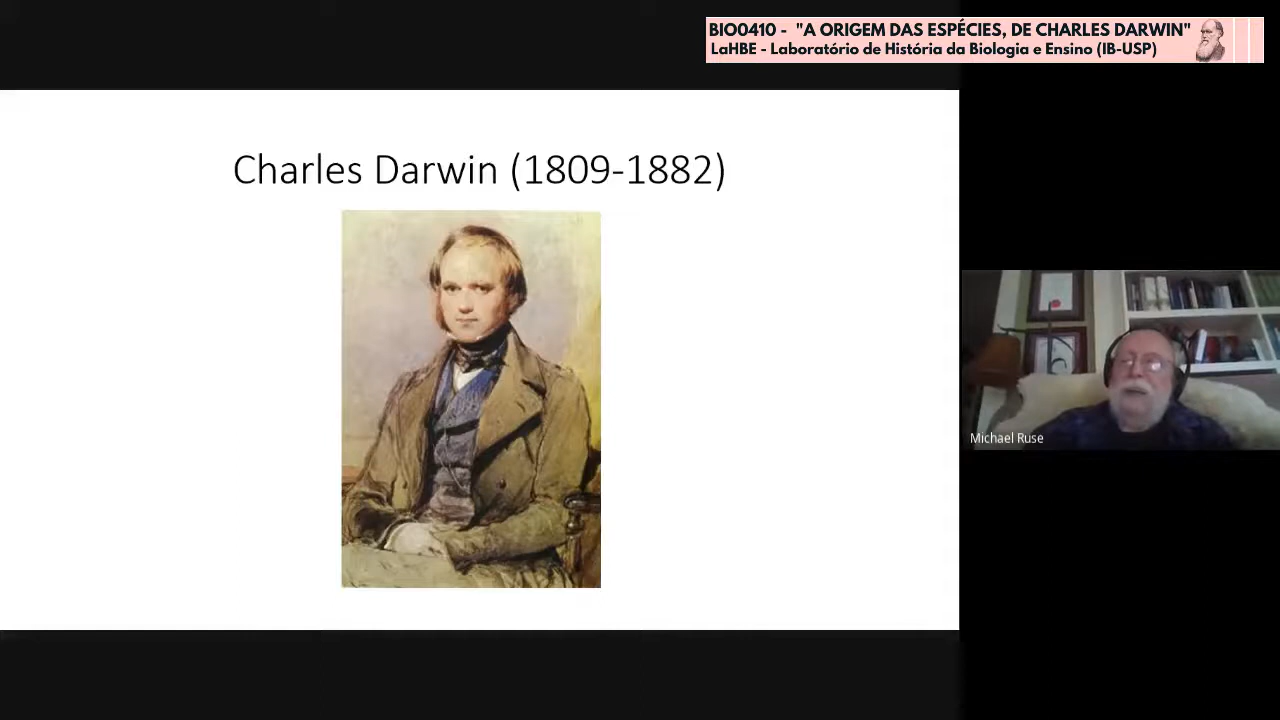 BIO0410 - "A ORIGEM DAS ESPÉCIES, DE CHARLES DARWIN"
LaHBE - Laboratório de História da Biologia e Ensino (IB-USP)
Charles Darwin (1809-1882)
Michael Ruse